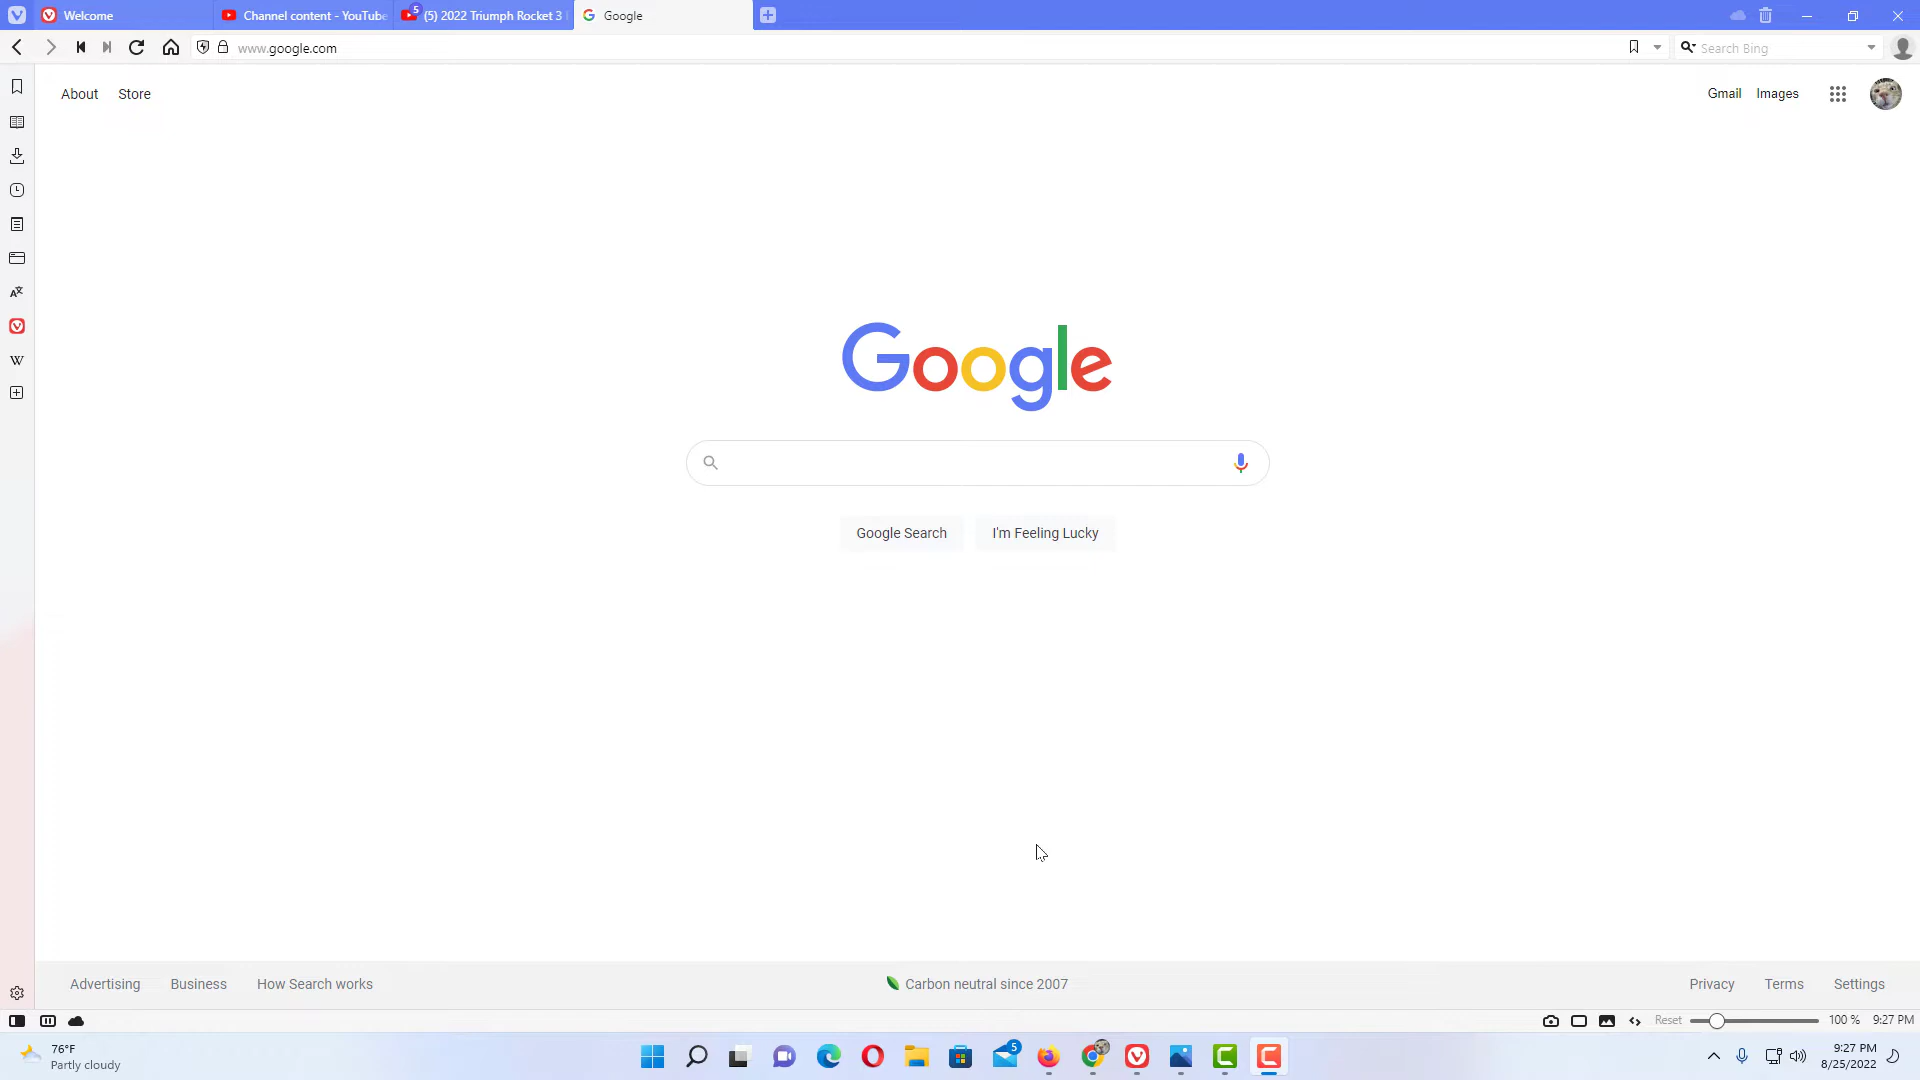 Welcome
Channel content - YouTube
5
(5) 2022 Triumph Rocket 3
Google
www.google.com
Search Bing
About
Store
Gmail
Images
Google
Google Search
I'm Feeling Lucky
W
Advertising
Business
How Search works
Carbon neutral since 2007
Privacy
Terms
Settings
Reset
100 %
9:27 PM
76°F
Partly cloudy
5
9:27 PM
8/25/2022